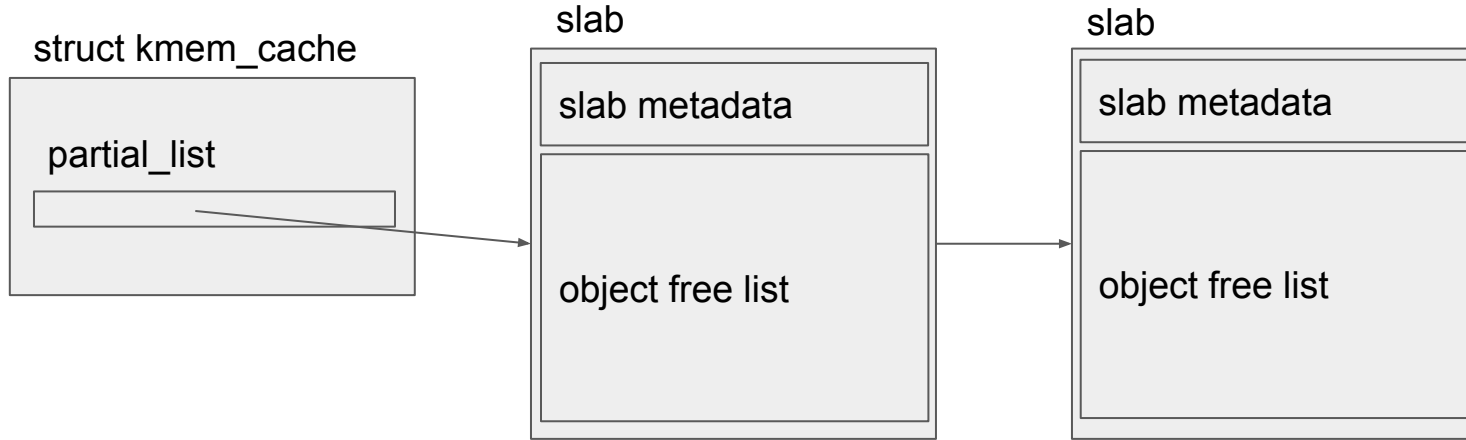 struct kmem_cache
partial_list
slab
slab metadata
object free list
slab
slab metadata
object free list